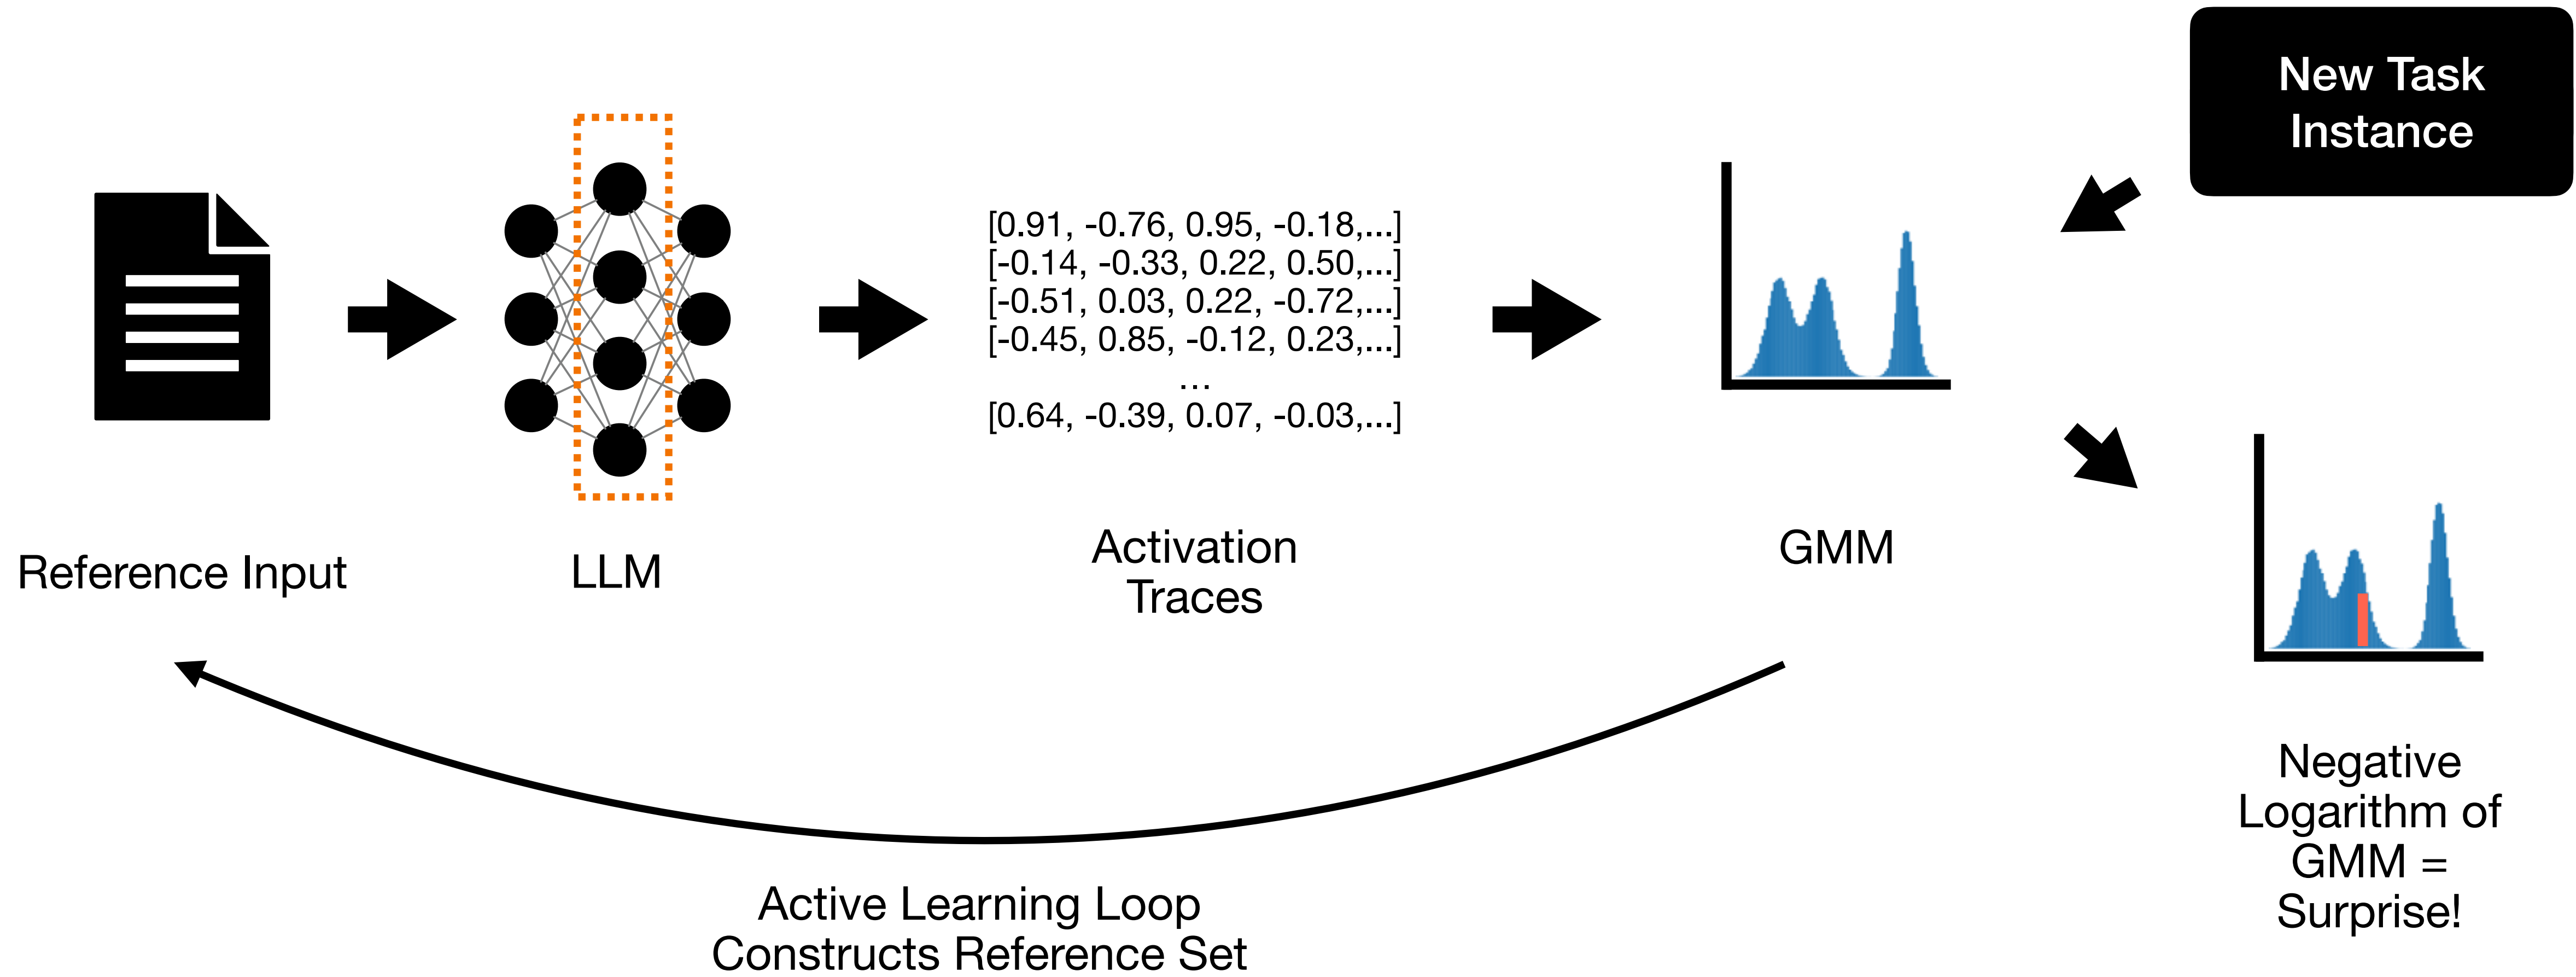 New Task
Instance
[0.91, -0.76, 0.95, -0.18,...]
[-0.14, -0.33, 0.22, 0.50,...]
[-0.51, 0.03, 0.22, -0.72,...]
[-0.45, 0.85, -0.12, 0.23,...]
...
[0.64, -0.39, 0.07, -0.03,...]
Reference Input
LLM
Activation
Traces
GMM
Negative
Logarithm of
GMM =
Surprise!
Active Learning Loop
Constructs Reference Set